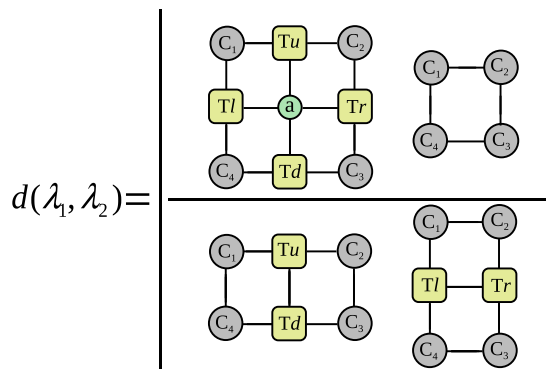 C₁ Tu C₂
C₁ C₂
Tl a Tr
C₄ C₃
C₄ Td C₃
d(λ₁, λ₂)=
C₁ C₂
C₁ Tu C₂
Tl Tr
C₄ Td C₃
C₄ C₃